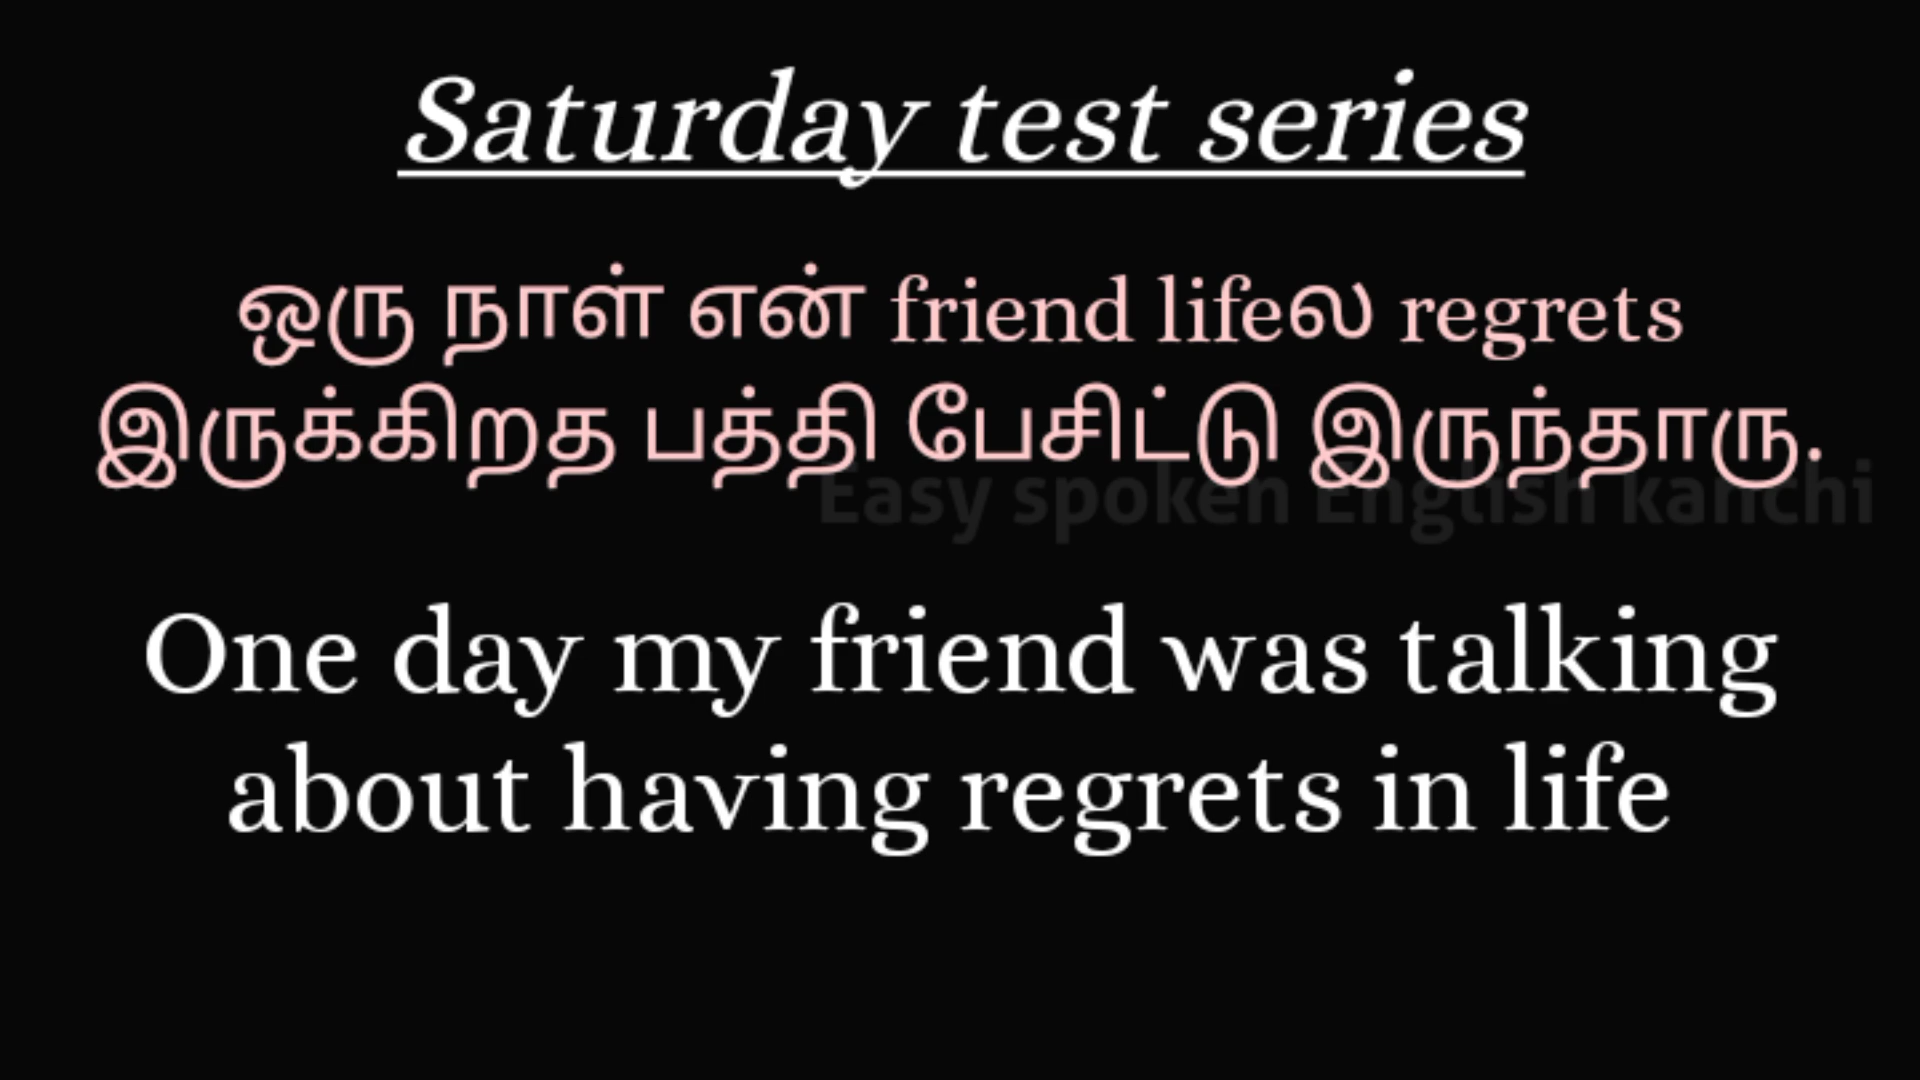 Saturday test series
ஒரு நாள் என் friend lifeல regrets
இருக்கிறத பத்தி பேசிட்டு இருந்தாரு.
Easy spoken English kanchi
One day my friend was talking
about having regrets in life